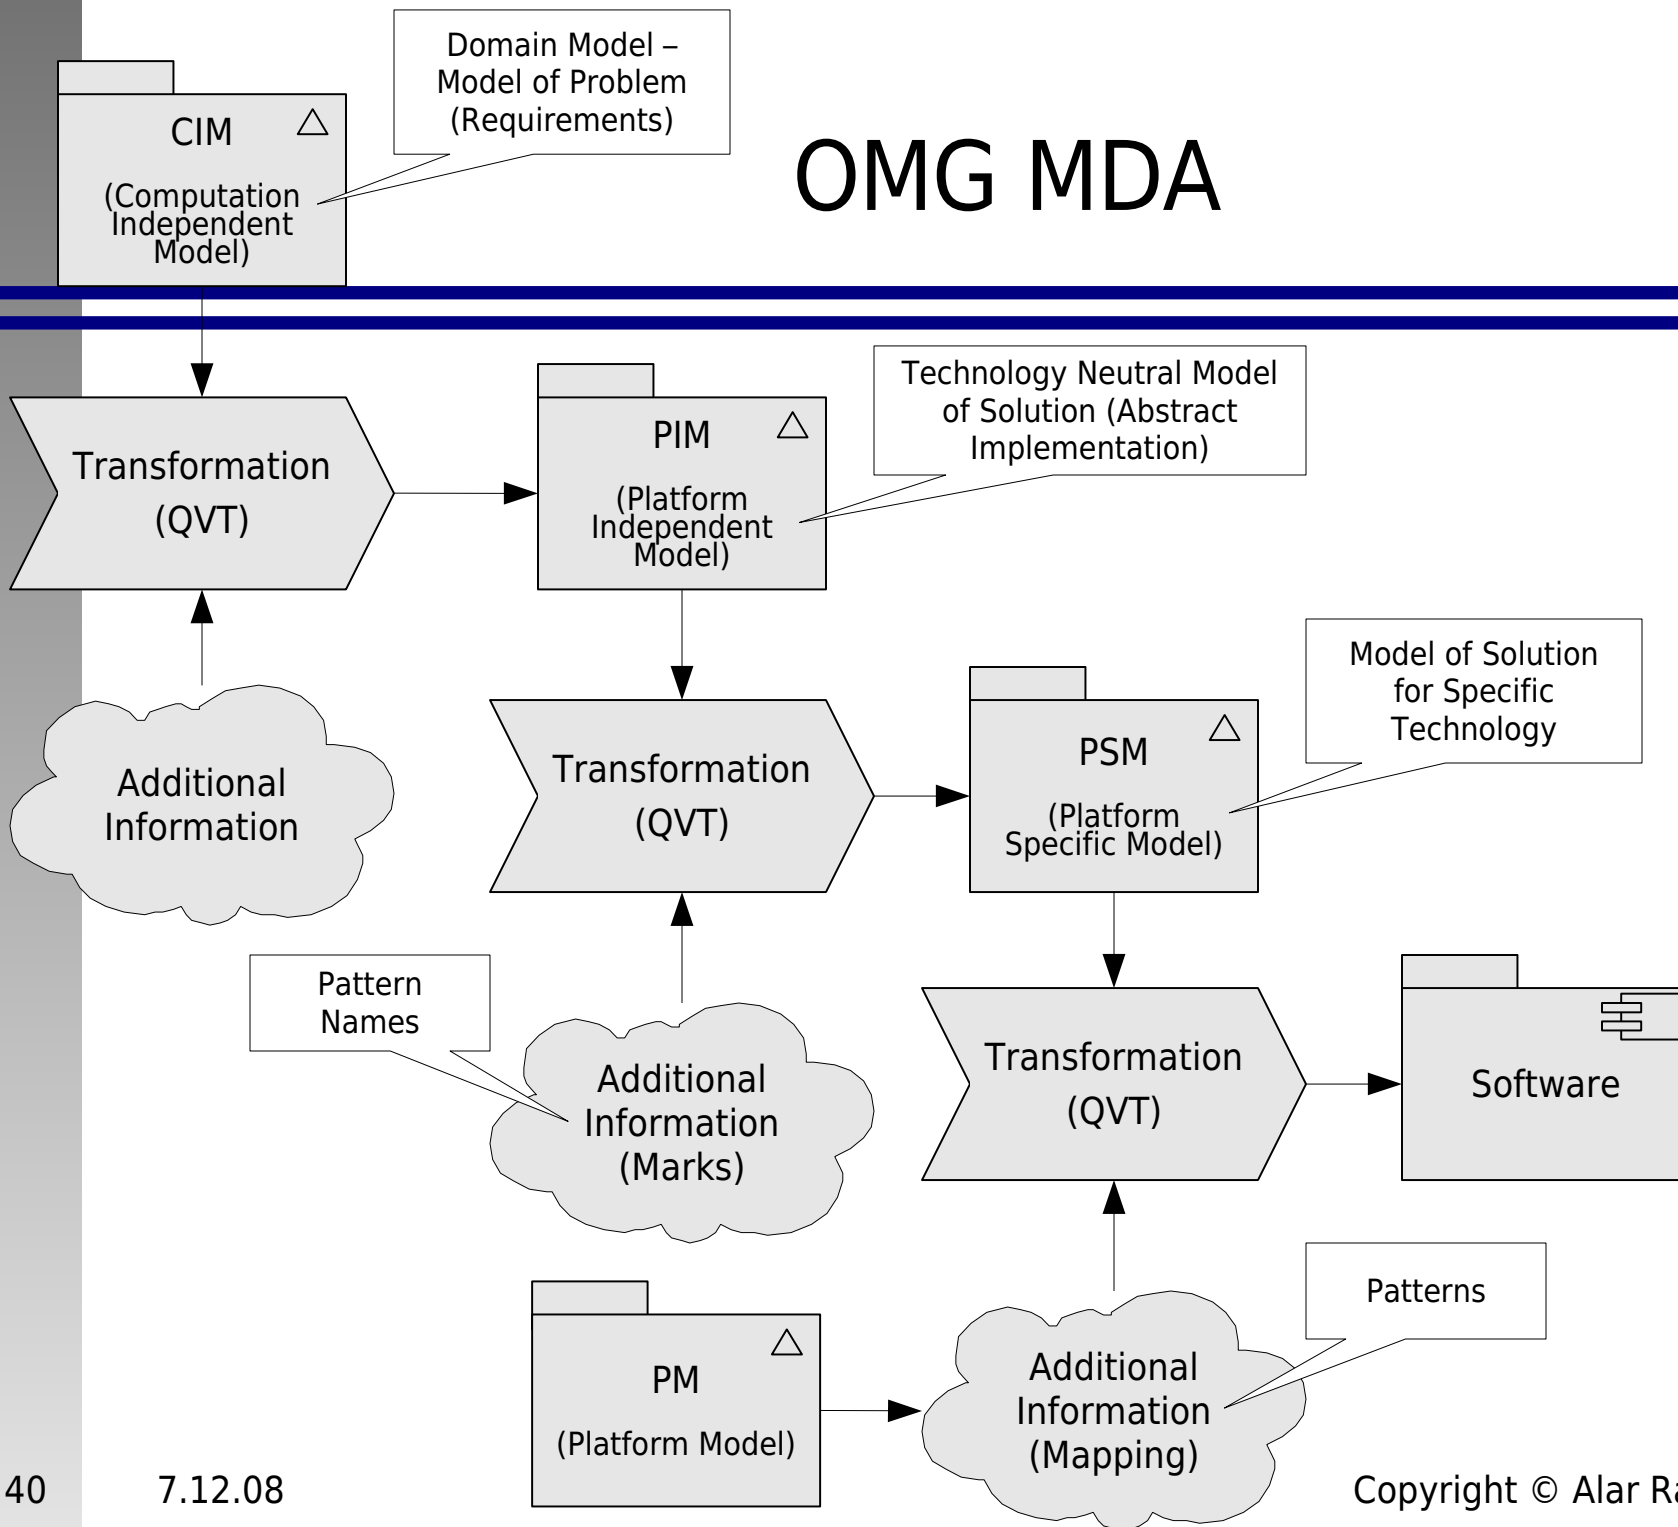 Domain Model –
Model of Problem
(Requirements)
CIM
(Computation
Independent
Model)
OMG MDA
Technology Neutral Model
of Solution (Abstract
Implementation)
Transformation
(QVT)
PIM
(Platform
Independent
Model)
Model of Solution
for Specific
Technology
Additional
Information
Transformation
(QVT)
PSM
(Platform
Specific Model)
Pattern
Names
Additional
Information
(Marks)
Transformation
(QVT)
Software
Patterns
PM
(Platform Model)
Additional
Information
(Mapping)
40
7.12.08
Copyright © Alar